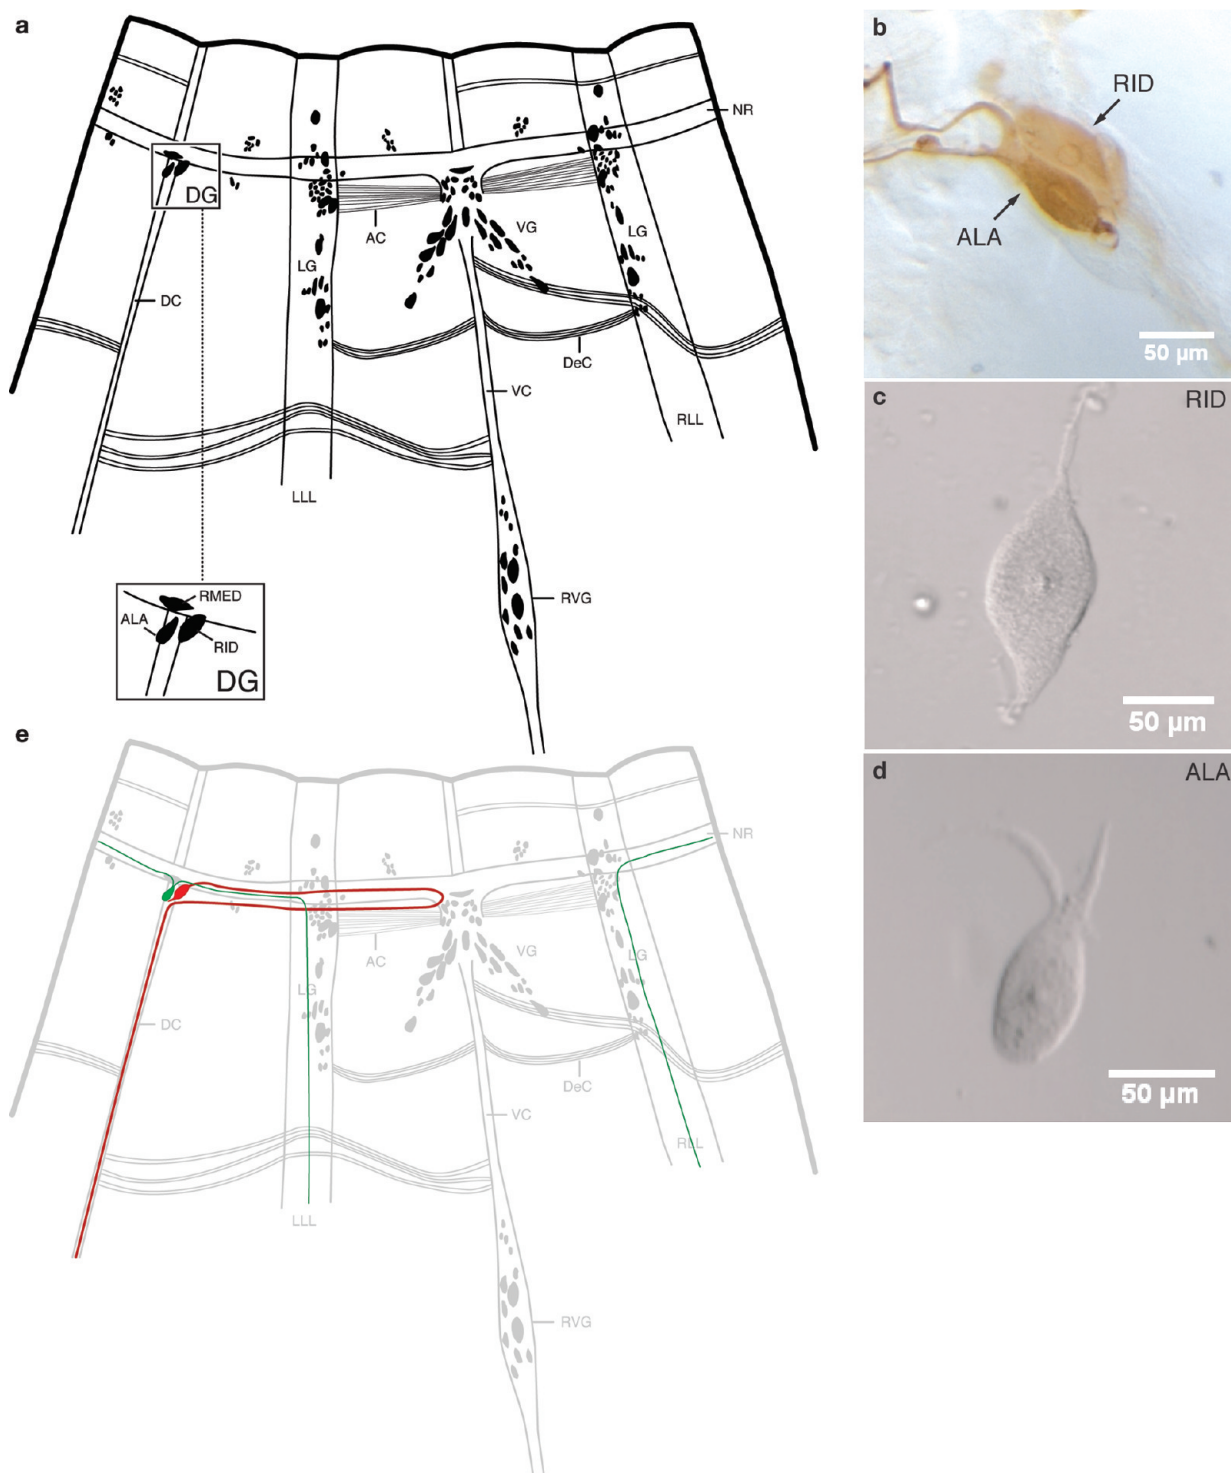 a
NR
DG
AC
VG
LG
LG
DC
DeC
VC
RLL
LLL
RMED
ALA
RID
DG
RVG
b
RID
ALA
50 µm
c
RID
50 µm
d
ALA
50 µm
e
NR
AC
VG
LG
LG
DC
DeC
VC
RLL
LLL
RVG